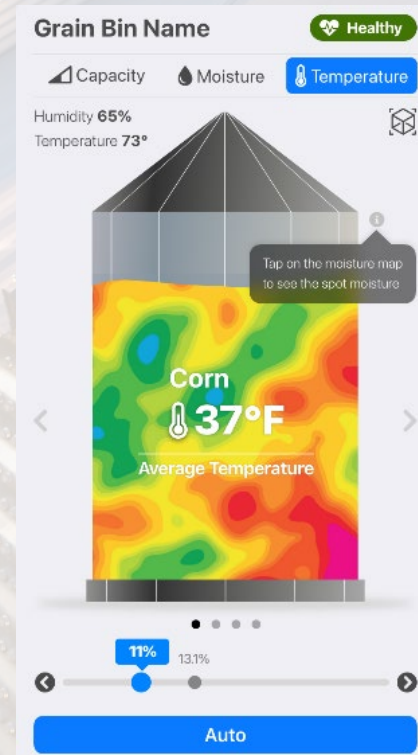 Grain Bin Name
Healthy
Capacity
Moisture
Temperature
Humidity 65%
Temperature 73°
Tap on the moisture map
to see the spot moisture
Corn
37°F
Average Temperature
11%
13.1%
Auto